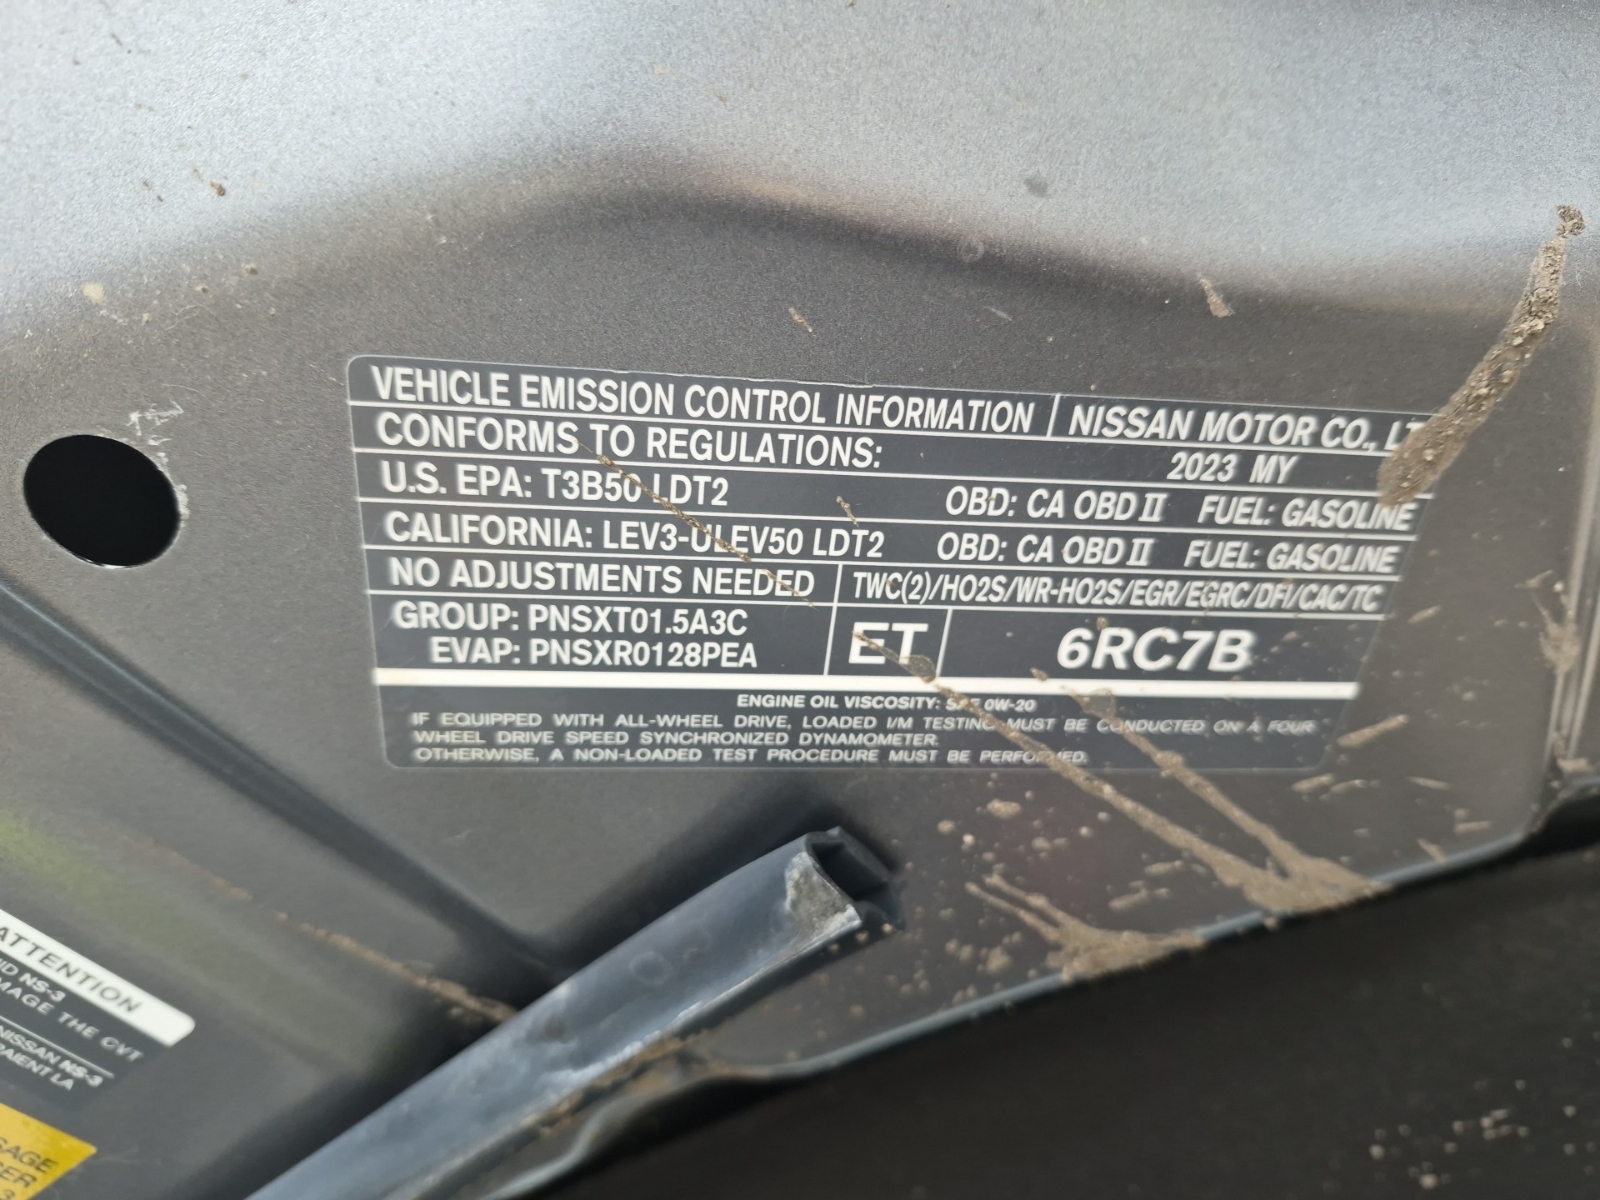 VEHICLE EMISSION CONTROL INFORMATION NISSAN MOTOR CO.,
CONFORMS TO REGULATIONS: 2023 MY
U.S. EPA: T3B50 LDT2 OBD: CA OBD II FUEL: GASOLINE
CALIFORNIA: LEV3-ULEV50 LDT2 OBD: CA OBD II FUEL: GASOLINE
NO ADJUSTMENTS NEEDED TWC(2)/HO2S/WR-HO2S/EGR/EGRC/DFI/CAC/TC
GROUP: PNSXT01.5A3C
EVAP: PNSXR0128PEA
ET 6RC7B
ENGINE OIL VISCOSITY: SAE 0W-20
IF EQUIPPED WITH ALL-WHEEL DRIVE, LOADED I/M TESTING MUST BE CONDUCTED ON A FOUR
WHEEL DRIVE SPEED SYNCHRONIZED DYNAMOMETER.
OTHERWISE, A NON-LOADED TEST PROCEDURE MUST BE PERFORMED.
ATTENTION
NS-3
THE CVT
NISSAN NS-3
LA